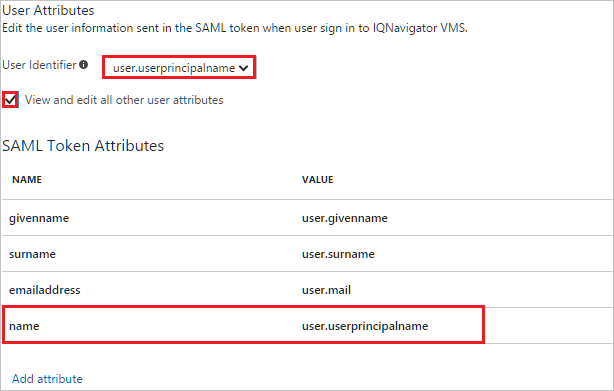 User Attributes
Edit the user information sent in the SAML token when user sign in to IQNavigator VMS.
User Identifier user.userprincipalname
View and edit all other user attributes
SAML Token Attributes
NAME VALUE
givenname user.givenname
surname user.surname
emailaddress user.mail
name user.userprincipalname
Add attribute